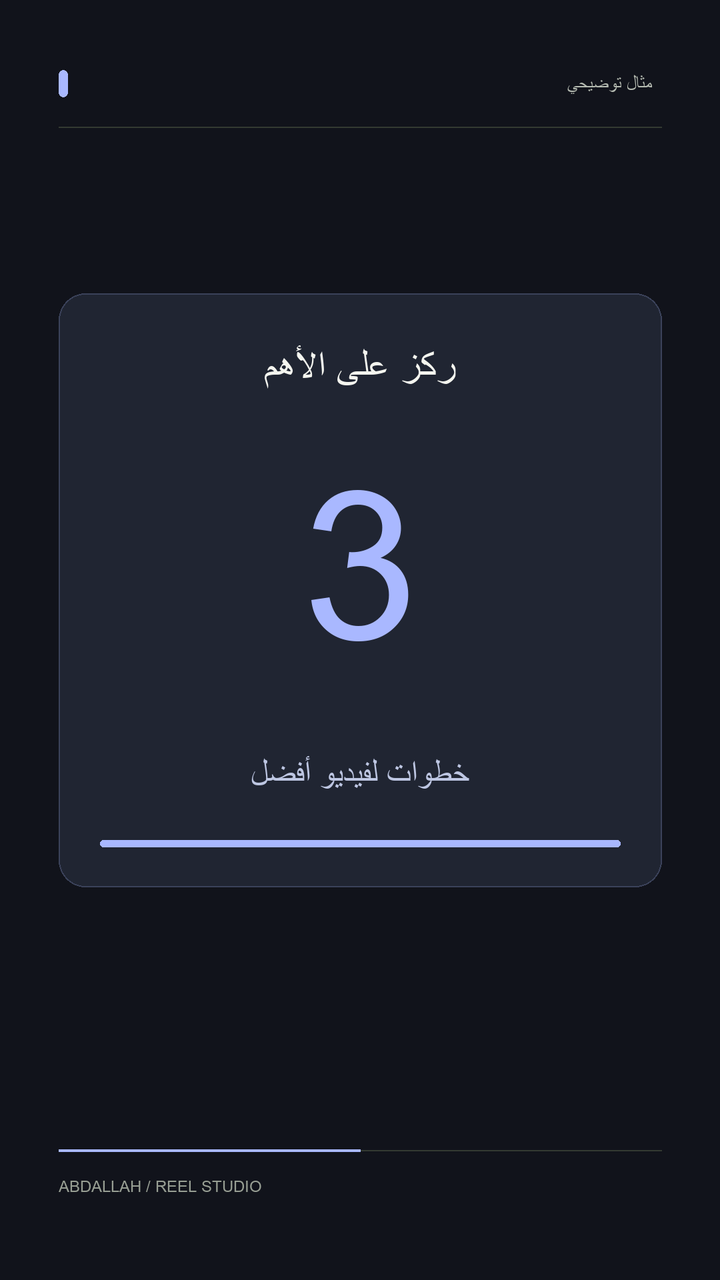 مثال توضيحي
ركز على الأهم
3
خطوات لفيديو أفضل
ABDALLAH / REEL STUDIO